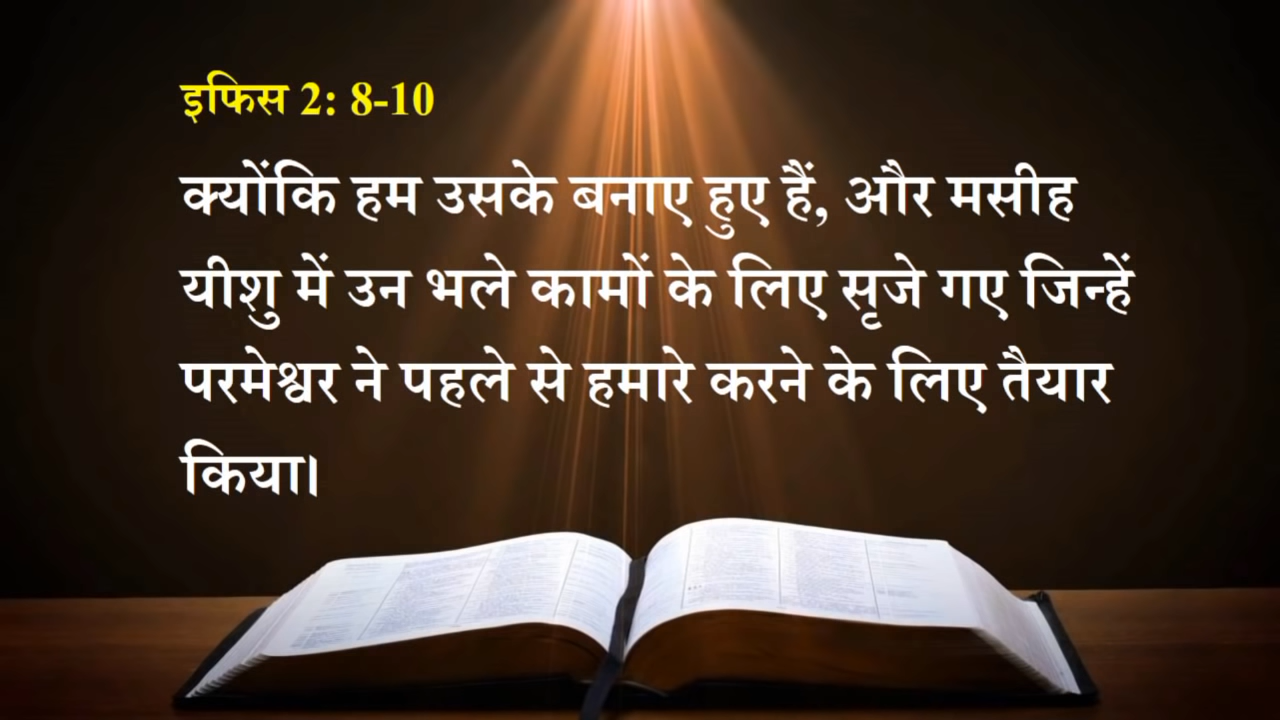 इफिस 2: 8-10
क्योंकि हम उसके बनाए हुए हैं, और मसीह
यीशु में उन भले कामों के लिए सृजे गए जिन्हें
परमेश्वर ने पहले से हमारे करने के लिए तैयार
किया।